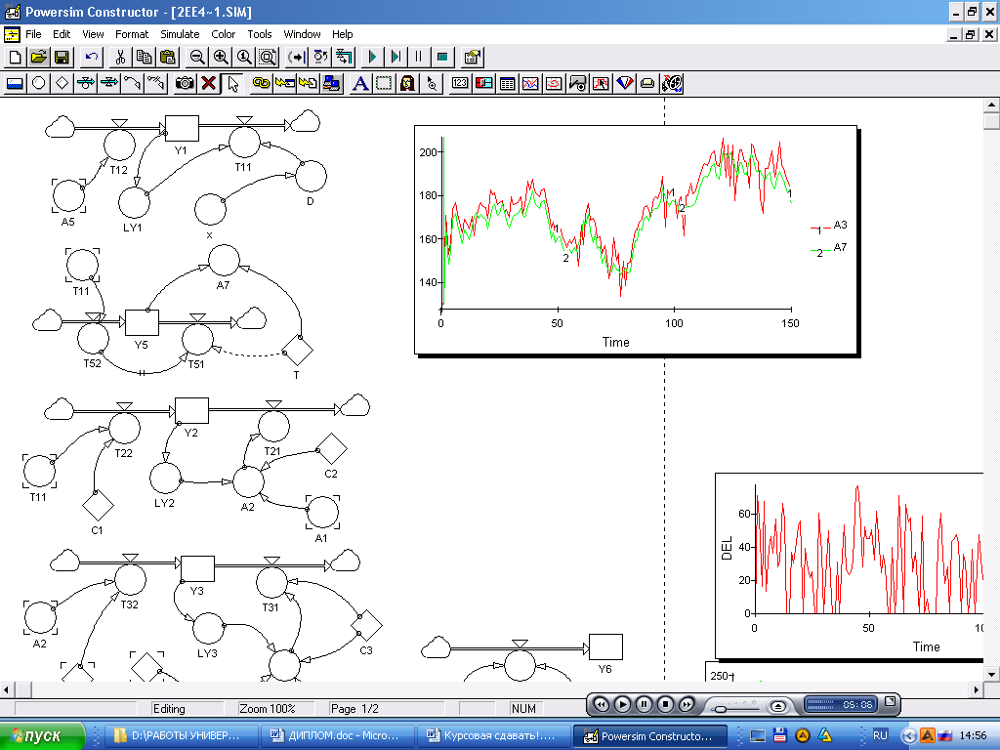 Powersim Constructor - [2EE4~1.SIM]
File Edit View Format Simulate Color Tools Window Help
123
T12
Y1
T11
A5
LY1
x
D
T11
A7
Y5
T52
T51
T
T22
Y2
T21
T11
C1
LY2
A2
C2
A1
T32
Y3
T31
A2
LY3
C3
Y6
200
180
160
140
0 50 100 150
Time
1
2
1
2
1
1 A3
2 A7
DEL
60
40
20
0
0 50 10
Time
250
Editing Zoom 100% Page 1/2 NUM
05:06
пуск
D:\РАБОТЫ УНИВЕР...
ДИПЛОМ.doc - Micro...
Курсовая сдавать!....
Powersim Constructo...
RU
14:56